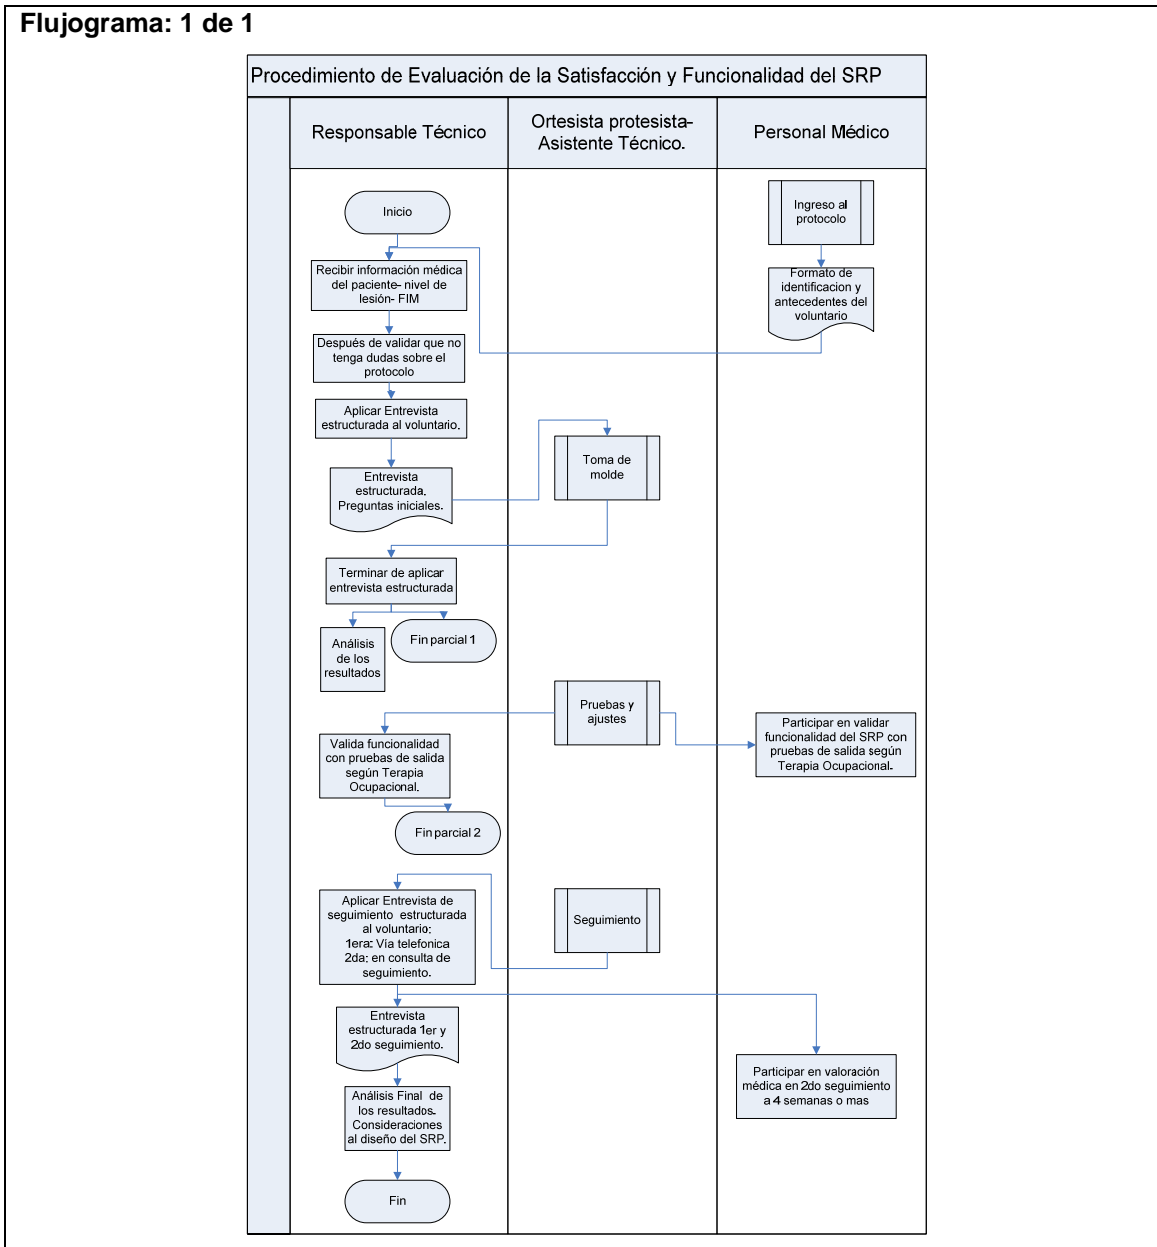 Flujograma: 1 de 1
Procedimiento de Evaluación de la Satisfacción y Funcionalidad del SRP
Responsable Técnico
Ortesista protesista-
Asistente Técnico.
Personal Médico
Inicio
Ingreso al
protocolo
Recibir información médica
del paciente- nivel de
lesión- FIM
Formato de
identificacion y
antecedentes del
voluntario
Después de validar que no
tenga dudas sobre el
protocolo
Aplicar Entrevista
estructurada al voluntario.
Entrevista
estructurada.
Preguntas iniciales.
Toma de
molde
Terminar de aplicar
entrevista estructurada
Análisis
de los
resultados
Fin parcial 1
Pruebas y
ajustes
Valida funcionalidad
con pruebas de salida
según Terapia
Ocupacional.
Participar en validar
funcionalidad del SRP con
pruebas de salida según
Terapia Ocupacional.
Fin parcial 2
Aplicar Entrevista de
seguimiento estructurada
al voluntario:
1era: Vía telefonica
2da: en consulta de
seguimiento.
Seguimiento
Entrevista
estructurada 1er y
2do seguimiento.
Participar en valoración
médica en 2do seguimiento
a 4 semanas o mas
Análisis Final de
los resultados.
Consideraciones
al diseño del SRP.
Fin